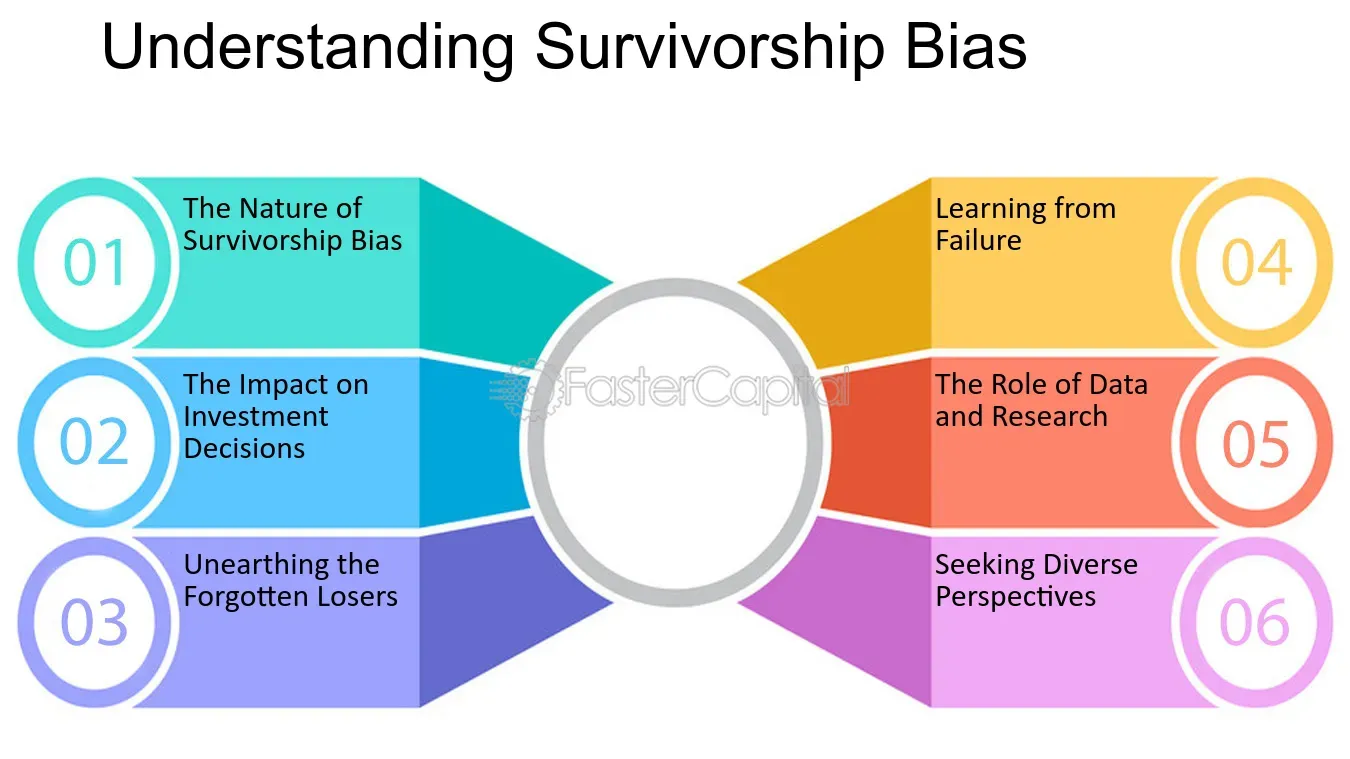 Understanding Survivorship Bias
01
The Nature of
Survivorship Bias
02
The Impact on
Investment
Decisions
03
Unearthing the
Forgotten Losers
04
Learning from
Failure
05
The Role of Data
and Research
06
Seeking Diverse
Perspectives
FasterCapital